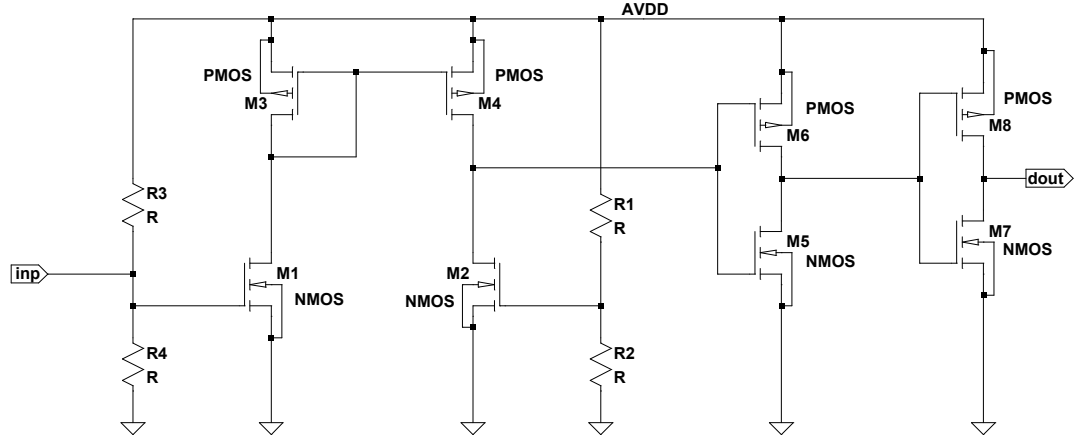 AVDD
PMOS
M3
PMOS
M4
M6
PMOS
PMOS
M8
R3
R
R1
R
dout
inp
M1
NMOS
M2
NMOS
M5
NMOS
M7
NMOS
R4
R
R2
R